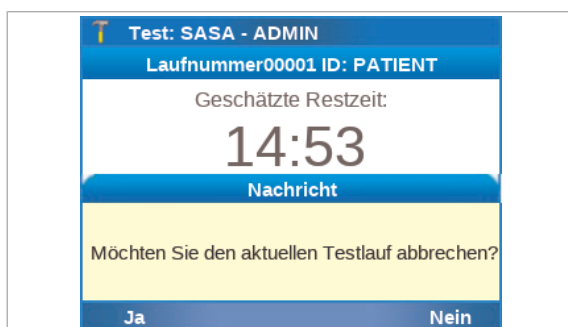 Test: SASA - ADMIN
Laufnummer00001 ID: PATIENT
Geschätzte Restzeit:
14:53
Nachricht
Möchten Sie den aktuellen Testlauf abbrechen?
Ja Nein